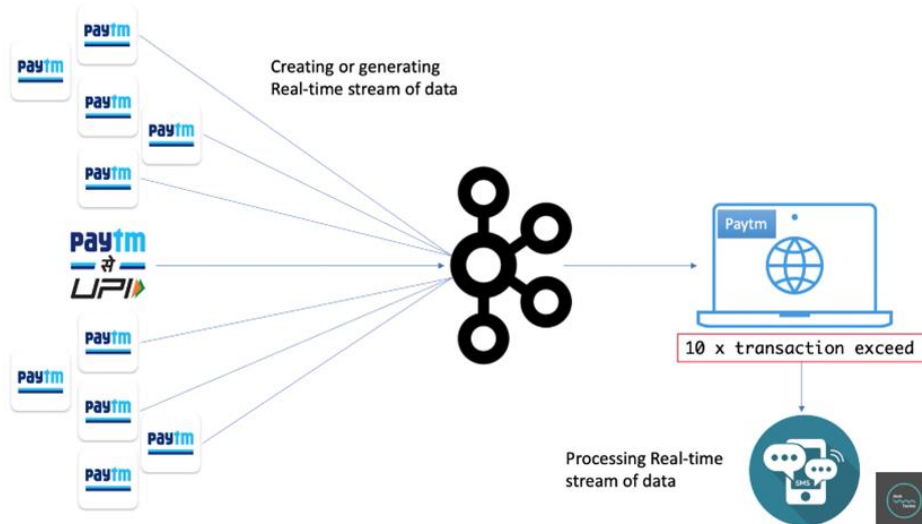 paytm
paytm
Creating or generating
Real-time stream of data
paytm
paytm
paytm
paytm
से
UPI
Paytm
10 x transaction exceed
paytm
paytm
paytm
paytm
paytm
Processing Real-time
stream of data
SMS